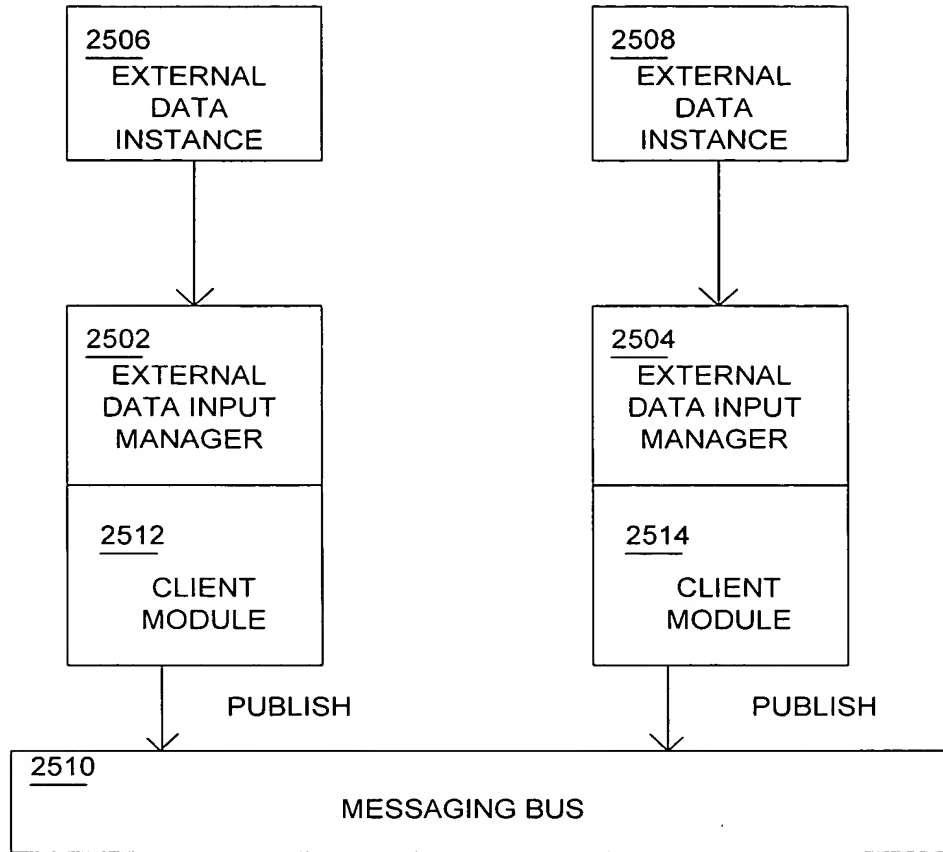 2506
EXTERNAL
DATA
INSTANCE
2508
EXTERNAL
DATA
INSTANCE
2502
EXTERNAL
DATA INPUT
MANAGER
2504
EXTERNAL
DATA INPUT
MANAGER
2512
CLIENT
MODULE
2514
CLIENT
MODULE
PUBLISH
PUBLISH
2510
MESSAGING BUS